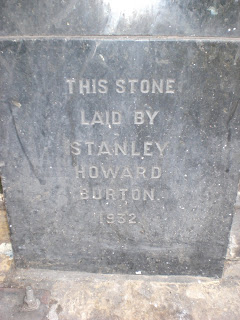 THIS STONE
LAID BY
STANLEY
HOWARD
BURTON.
1932